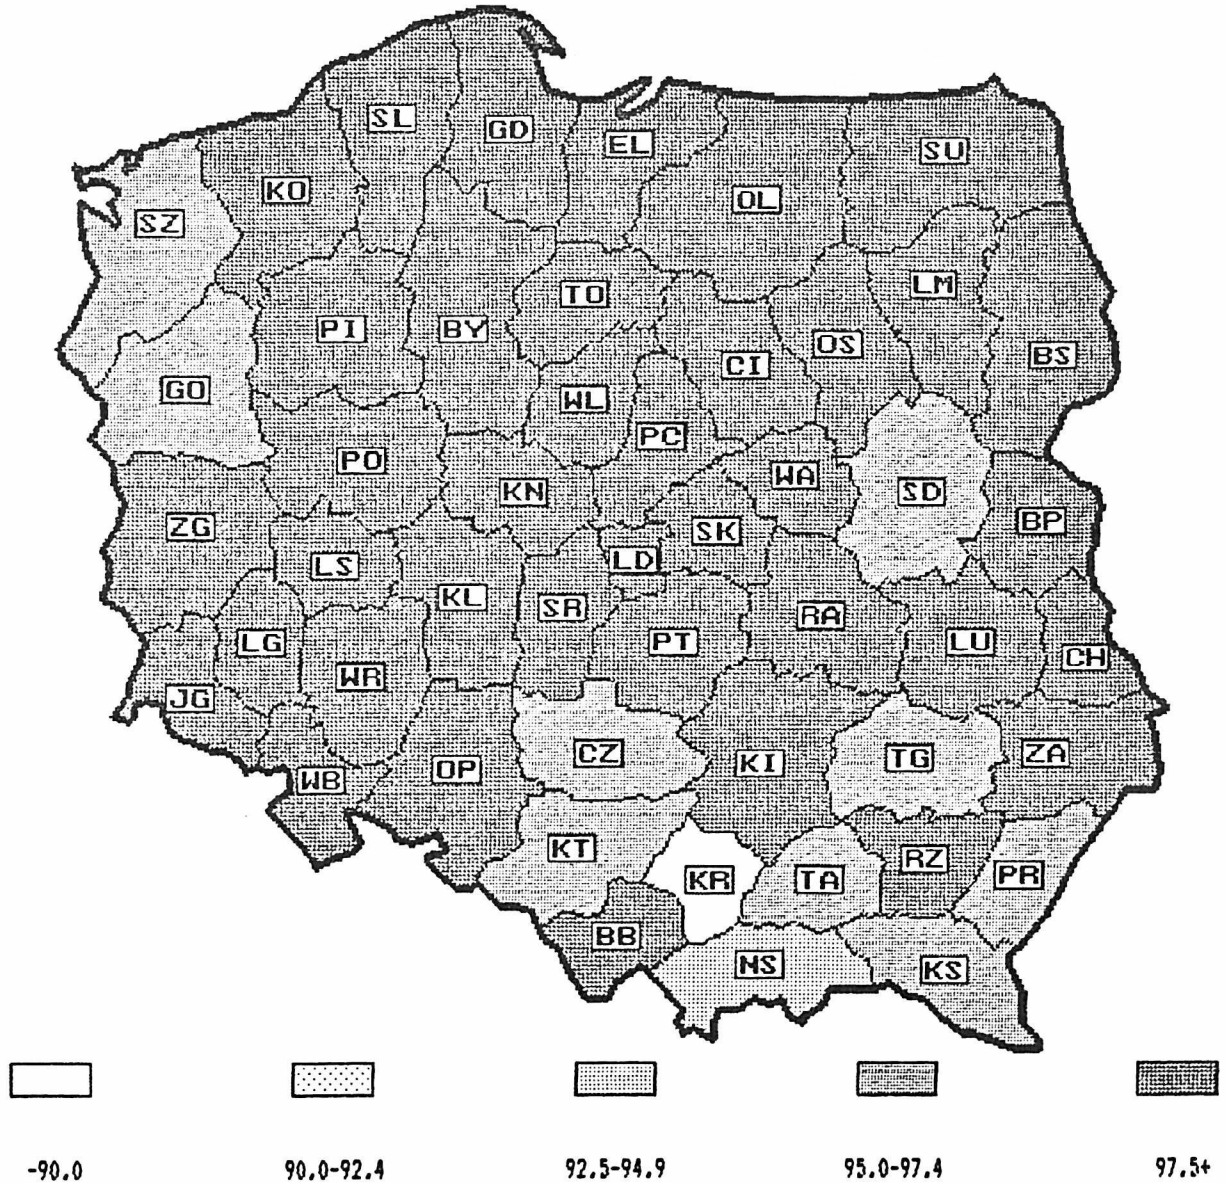 SL
GD
EL
SU
KO
OL
SZ
LM
TO
PI
BY
OS
BS
CI
GO
WL
PC
PO
WA
KN
SD
ZG
SK
BP
LD
LS
KL
SR
RA
LG
PT
LU
CH
WR
JG
CZ
KI
TG
ZA
OP
WB
KT
RZ
KR
TA
PR
BB
NS
KS
-90.0 90.0-92.4 92.5-94.9 95.0-97.4 97.5+